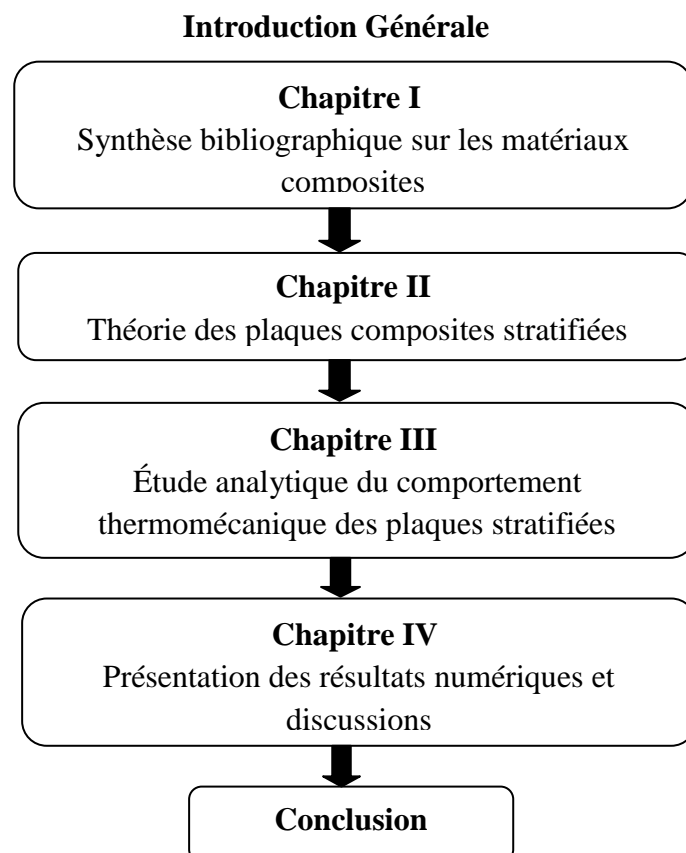 Introduction Générale
Chapitre I
Synthèse bibliographique sur les matériaux
composites
Chapitre II
Théorie des plaques composites stratifiées
Chapitre III
Étude analytique du comportement
thermomécanique des plaques stratifiées
Chapitre IV
Présentation des résultats numériques et
discussions
Conclusion